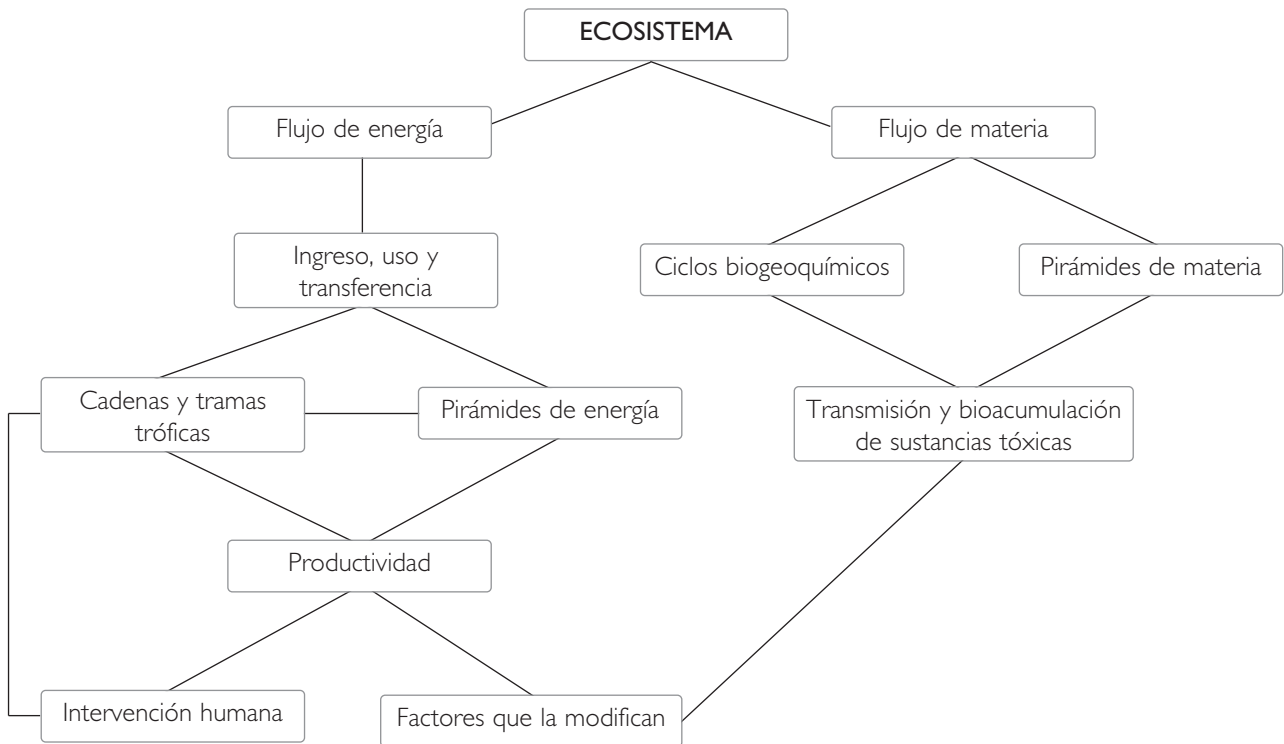 ECOSISTEMA
Flujo de energía
Flujo de materia
Ingreso, uso y
transferencia
Ciclos biogeoquímicos
Pirámides de materia
Cadenas y tramas
tróficas
Pirámides de energía
Transmisión y bioacumulación
de sustancias tóxicas
Productividad
Intervención humana
Factores que la modifican